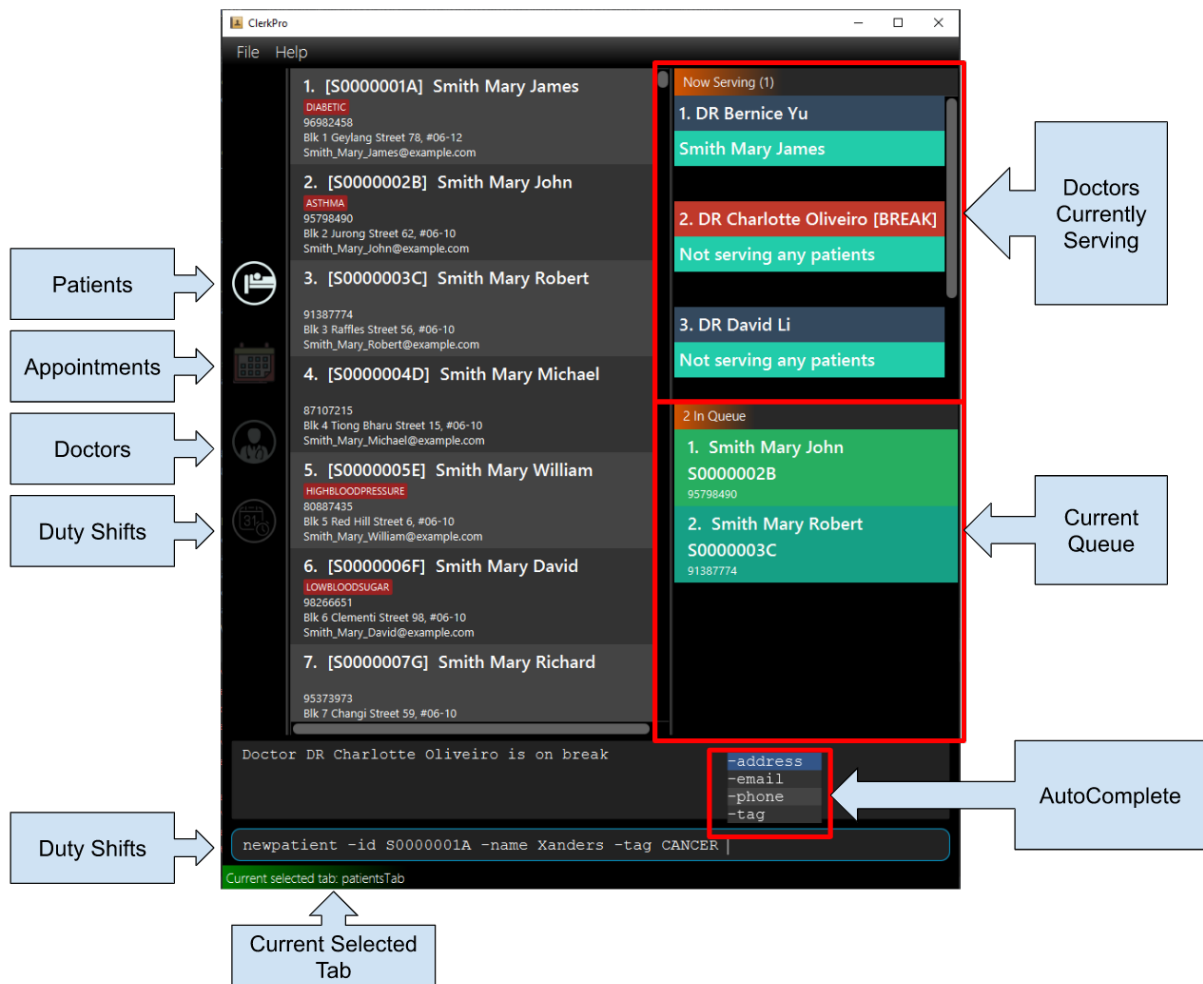 ClerkPro
File Help
Patients
Appointments
Doctors
Duty Shifts
1. [S0000001A] Smith Mary James
DIABETIC
96982458
Blk 1 Geylang Street 78, #06-12
Smith_Mary_James@example.com
2. [S0000002B] Smith Mary John
ASTHMA
95798490
Blk 2 Jurong Street 62, #06-10
Smith_Mary_John@example.com
3. [S0000003C] Smith Mary Robert
91387774
Blk 3 Raffles Street 56, #06-10
Smith_Mary_Robert@example.com
4. [S0000004D] Smith Mary Michael
87107215
Blk 4 Tiong Bharu Street 15, #06-10
Smith_Mary_Michael@example.com
5. [S0000005E] Smith Mary William
HIGHBLOODPRESSURE
80887435
Blk 5 Red Hill Street 6, #06-10
Smith_Mary_William@example.com
6. [S0000006F] Smith Mary David
LOWBLOODSUGAR
98266651
Blk 6 Clementi Street 98, #06-10
Smith_Mary_David@example.com
7. [S0000007G] Smith Mary Richard
95373973
Blk 7 Changi Street 59, #06-10
Now Serving (1)
1. DR Bernice Yu
Smith Mary James
2. DR Charlotte Oliveiro [BREAK]
Not serving any patients
3. DR David Li
Not serving any patients
Doctors
Currently
Serving
2 In Queue
1. Smith Mary John
S0000002B
95798490
2. Smith Mary Robert
S0000003C
91387774
Current
Queue
31
Doctor DR Charlotte Oliveiro is on break
-address
-email
-phone
-tag
AutoComplete
Duty Shifts
newpatient -id S0000001A -name Xanders -tag CANCER
Current selected tab: patientsTab
Current Selected
Tab